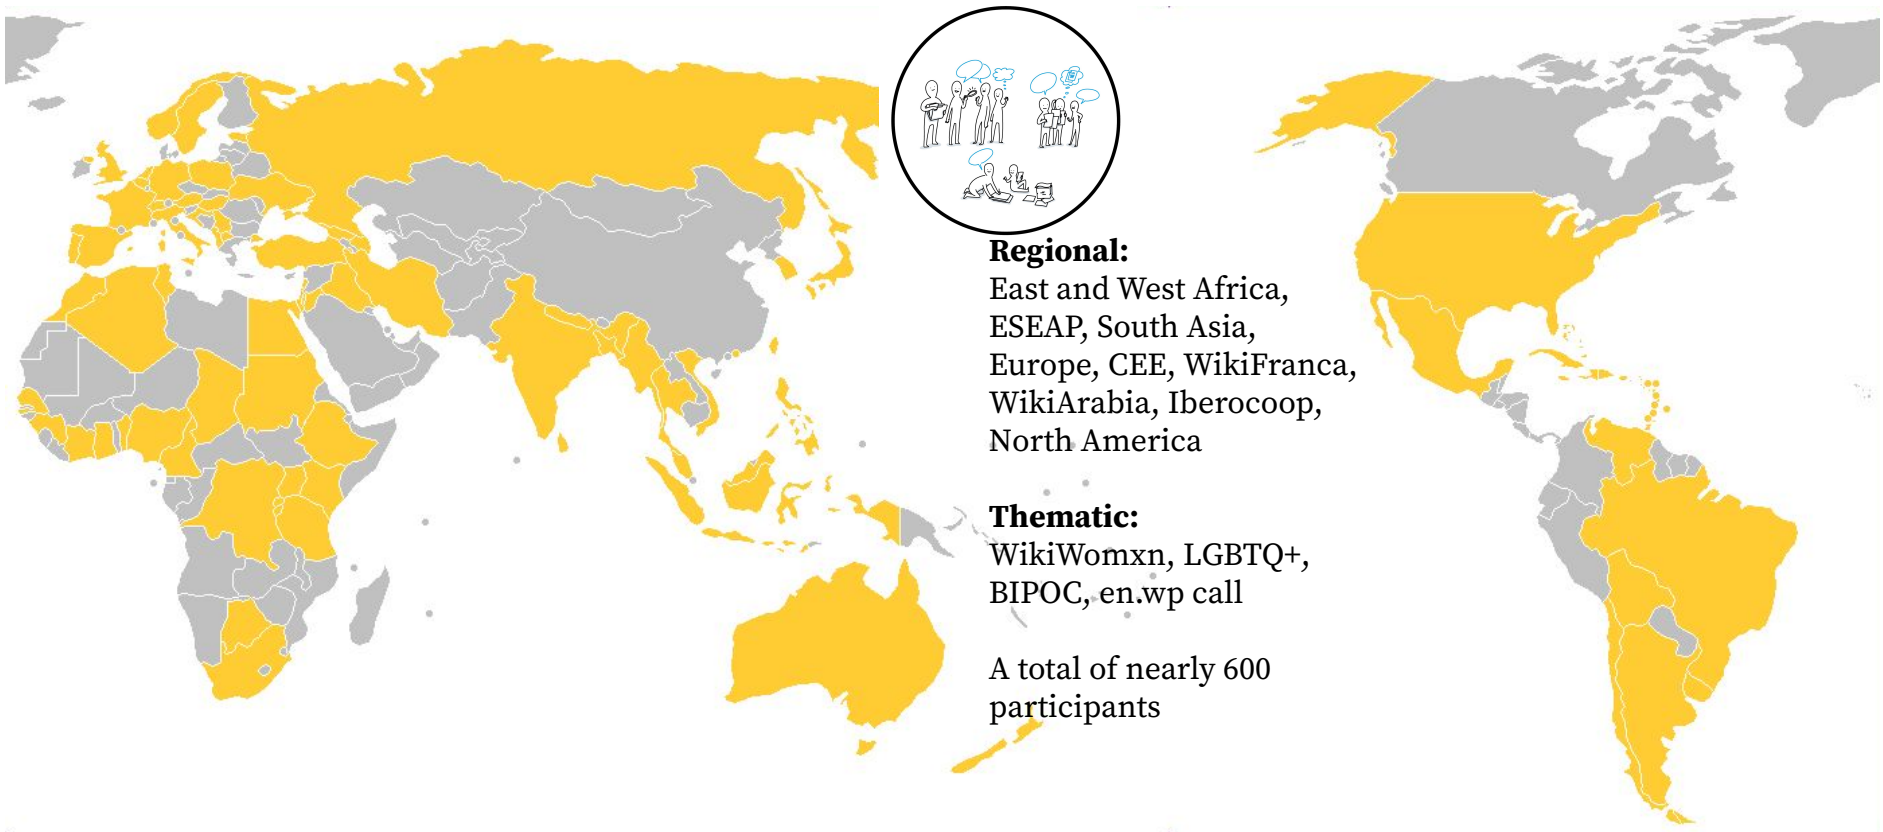 Regional:
East and West Africa,
ESEAP, South Asia,
Europe, CEE, WikiFranca,
WikiArabia, Iberocoop,
North America
Thematic:
WikiWomxn, LGBTQ+,
BIPOC, en.wp call
A total of nearly 600
participants